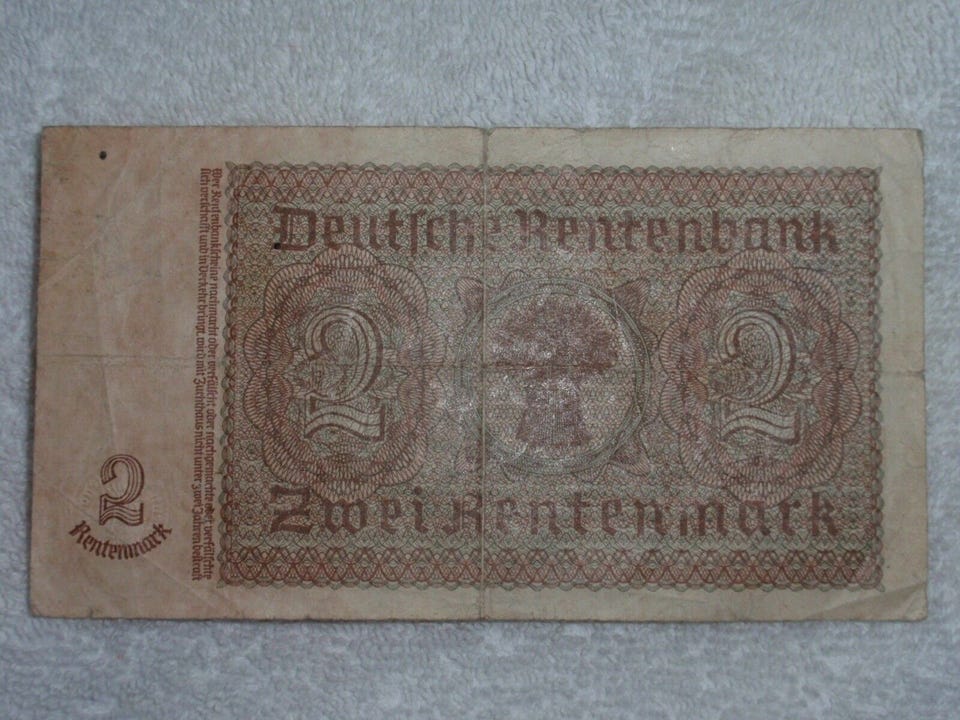 Deutsche Rentenbank
2
2
Zwei Rentenmark
Wer Rentenbankscheine nachmacht oder verfälscht, oder nachgemachte oder verfälschte
sich verschafft und in Verkehr bringt, wird mit Zuchthaus nicht unter zwei Jahren bestraft
2
Rentenmark